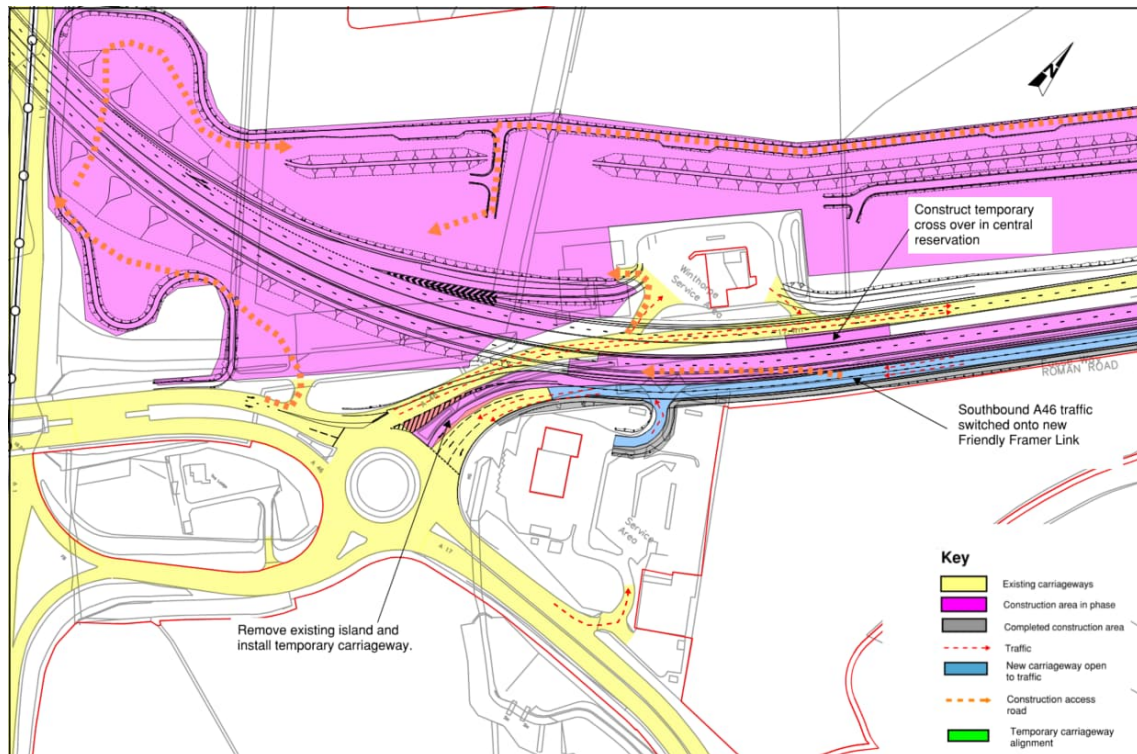 N
Construct temporary
cross over in central
reservation
Winthorpe
Service Area
ROMAN ROAD
Southbound A46 traffic
switched onto new
Friendly Framer Link
A 46
A 17
Service
Area
Remove existing island and
install temporary carriageway.
Key
Existing carriageways
Construction area in phase
Completed construction area
Traffic
New carriageway open
to traffic
Construction access
road
Temporary carriageway
alignment